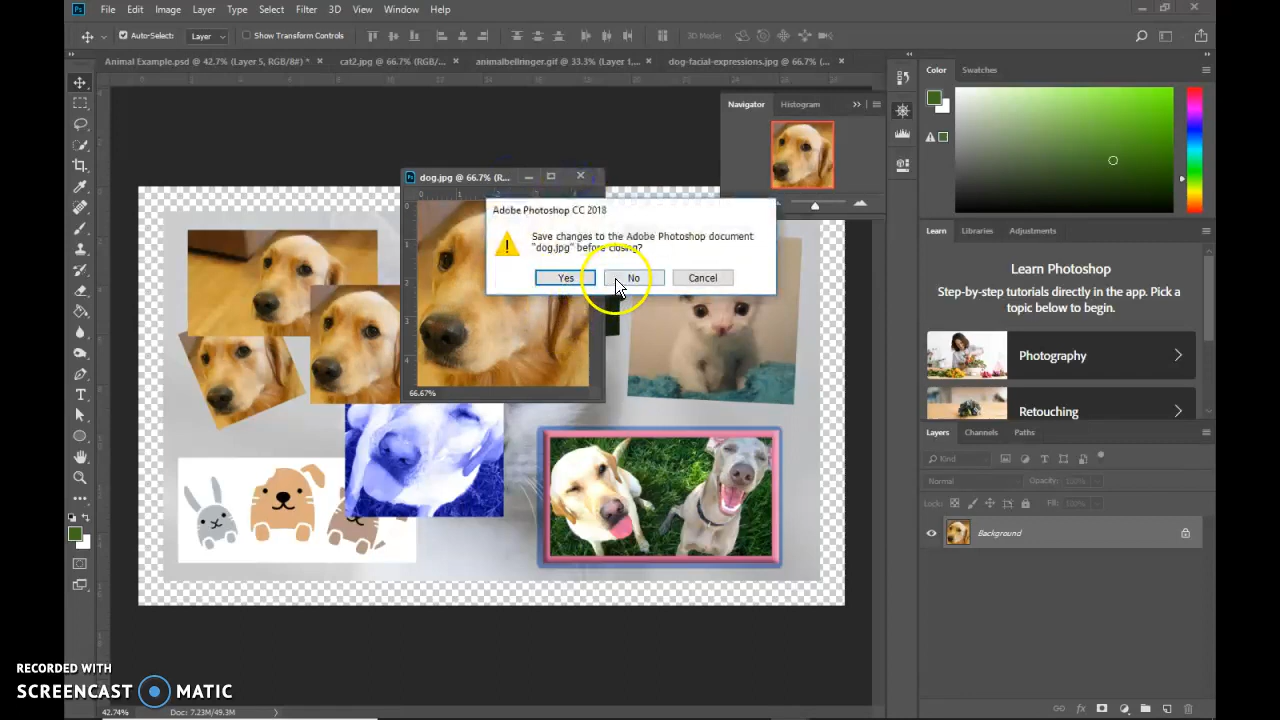 Ps File Edit Image Layer Type Select Filter 3D View Window Help
Auto-Select: Layer Show Transform Controls 3D Mode:
Animal Example.psd @ 42.7% (Layer 5, RGB/8#) * × cat2.jpg @ 66.7% (RGB/... × animalbellringer.gif @ 33.3% (Layer 1,... × dog-facial-expressions.jpg @ 66.7% (... ×
Color Swatches
Navigator Histogram
dog.jpg @ 66.7% (R...
Adobe Photoshop CC 2018
Save changes to the Adobe Photoshop document
"dog.jpg" before closing?
Yes No Cancel
66.67%
Learn Libraries Adjustments
Learn Photoshop
Step-by-step tutorials directly in the app. Pick a
topic below to begin.
Photography
Retouching
Layers Channels Paths
Kind
Normal Opacity: 100%
Lock: Fill: 100%
Background
fx
RECORDED WITH
SCREENCAST MATIC
42.74% Doc: 7.23M/49.3M